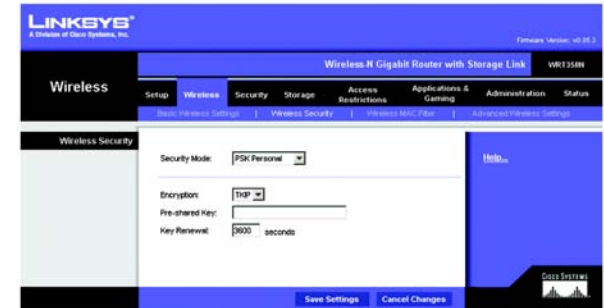 LINKSYS®
A Division of Cisco Systems, Inc.
Firmware Version: v0.05.3
Wireless-N Gigabit Router with Storage Link WRT350N
Wireless
Setup Wireless Security Storage Access Restrictions Applications & Gaming Administration Status
Basic Wireless Settings | Wireless Security | Wireless MAC Filter | Advanced Wireless Settings
Wireless Security
Security Mode: PSK Personal
Help...
Encryption: TKIP
Pre-shared Key:
Key Renewal: 3600 seconds
CISCO SYSTEMS
Save Settings Cancel Changes